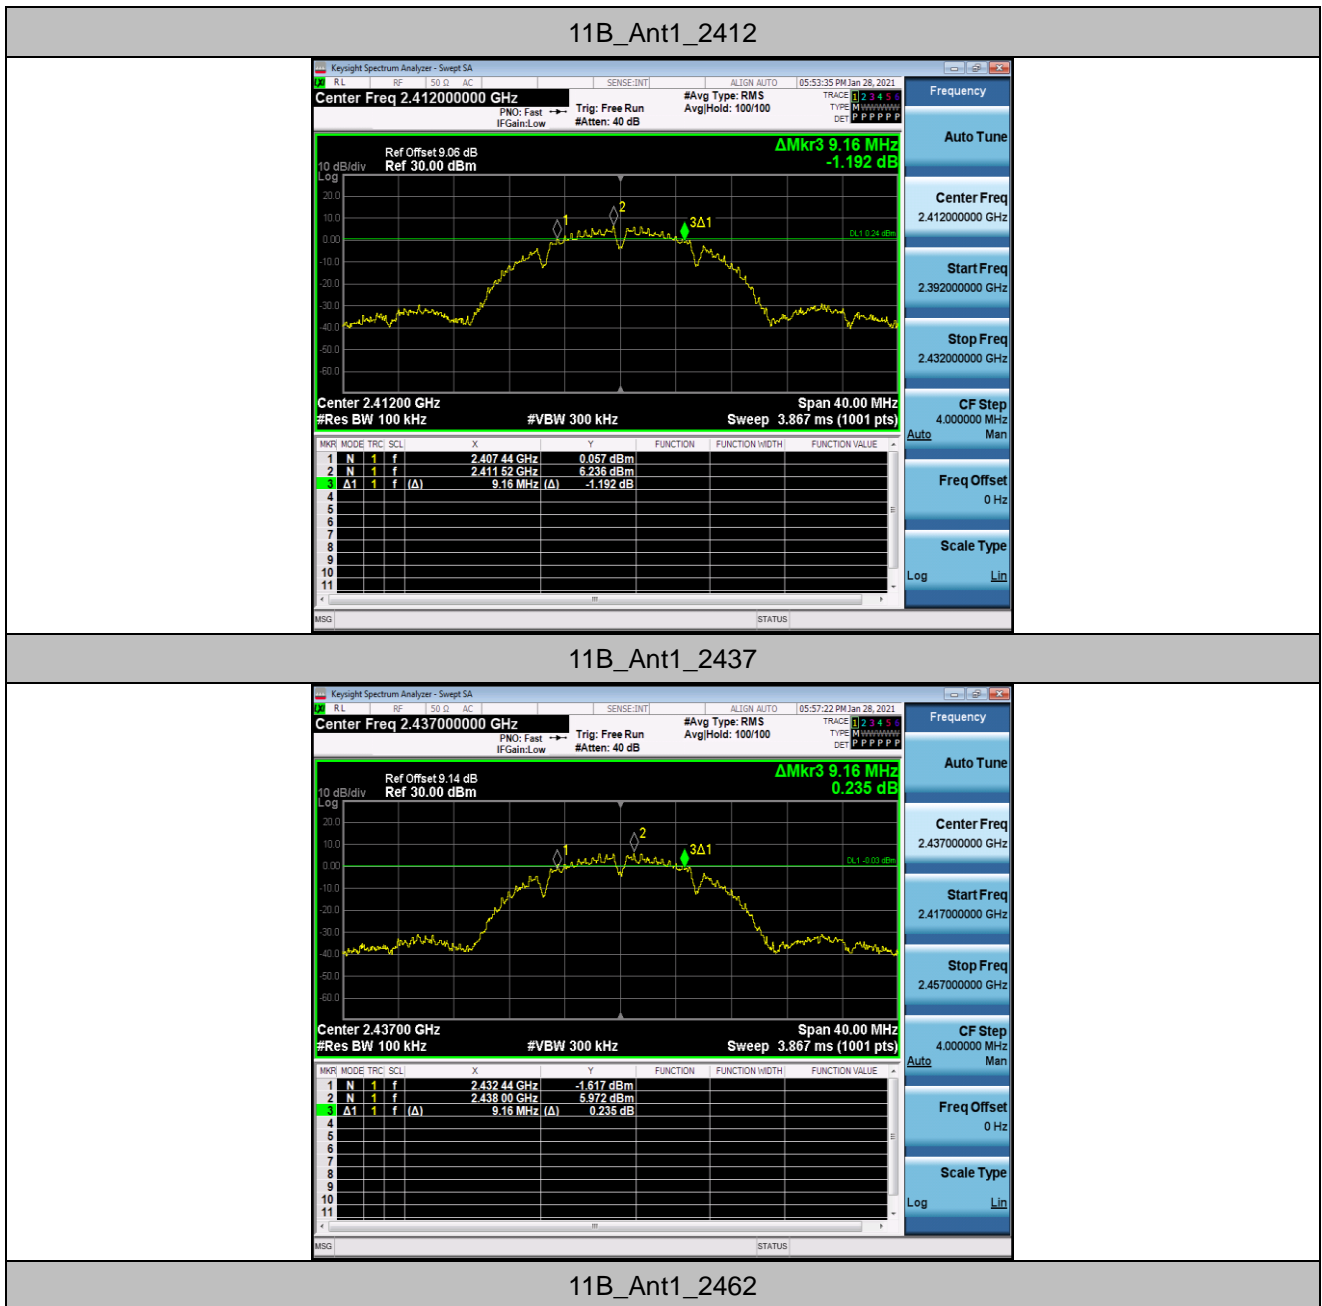 11B_Ant1_2412
Keysight Spectrum Analyzer - Swept SA
RL RF 50 Ω AC SENSE:INT ALIGN AUTO 05:53:35 PM Jan 28, 2021
Center Freq 2.412000000 GHz
PNO: Fast
IFGain:Low
Trig: Free Run
#Atten: 40 dB
#Avg Type: RMS
Avg|Hold: 100/100
TRACE 1 2 3 4 5 6
TYPE M
DET P P P P P P
Frequency
ΔMkr3 9.16 MHz
-1.192 dB
Ref Offset 9.06 dB
10 dB/div Ref 30.00 dBm
Log
20.0
10.0
0.00
-10.0
-20.0
-30.0
-40.0
-50.0
-60.0
1
2
3Δ1
DL1 0.24 dBm
Center 2.41200 GHz Span 40.00 MHz
#Res BW 100 kHz #VBW 300 kHz Sweep 3.867 ms (1001 pts)
MKR MODE TRC SCL X Y FUNCTION FUNCTION WIDTH FUNCTION VALUE
1 N 1 f 2.407 44 GHz 0.057 dBm
2 N 1 f 2.411 52 GHz 6.236 dBm
3 Δ1 1 f (Δ) 9.16 MHz (Δ) -1.192 dB
4
5
6
7
8
9
10
11
MSG STATUS
Auto Tune
Center Freq
2.412000000 GHz
Start Freq
2.392000000 GHz
Stop Freq
2.432000000 GHz
CF Step
4.000000 MHz
Auto Man
Freq Offset
0 Hz
Scale Type
Log Lin
11B_Ant1_2437
Keysight Spectrum Analyzer - Swept SA
RL RF 50 Ω AC SENSE:INT ALIGN AUTO 05:57:22 PM Jan 28, 2021
Center Freq 2.437000000 GHz
PNO: Fast
IFGain:Low
Trig: Free Run
#Atten: 40 dB
#Avg Type: RMS
Avg|Hold: 100/100
TRACE 1 2 3 4 5 6
TYPE M
DET P P P P P P
Frequency
ΔMkr3 9.16 MHz
0.235 dB
Ref Offset 9.14 dB
10 dB/div Ref 30.00 dBm
Log
20.0
10.0
0.00
-10.0
-20.0
-30.0
-40.0
-50.0
-60.0
1
2
3Δ1
DL1 -0.03 dBm
Center 2.43700 GHz Span 40.00 MHz
#Res BW 100 kHz #VBW 300 kHz Sweep 3.867 ms (1001 pts)
MKR MODE TRC SCL X Y FUNCTION FUNCTION WIDTH FUNCTION VALUE
1 N 1 f 2.432 44 GHz -1.617 dBm
2 N 1 f 2.438 00 GHz 5.972 dBm
3 Δ1 1 f (Δ) 9.16 MHz (Δ) 0.235 dB
4
5
6
7
8
9
10
11
MSG STATUS
Auto Tune
Center Freq
2.437000000 GHz
Start Freq
2.417000000 GHz
Stop Freq
2.457000000 GHz
CF Step
4.000000 MHz
Auto Man
Freq Offset
0 Hz
Scale Type
Log Lin
11B_Ant1_2462